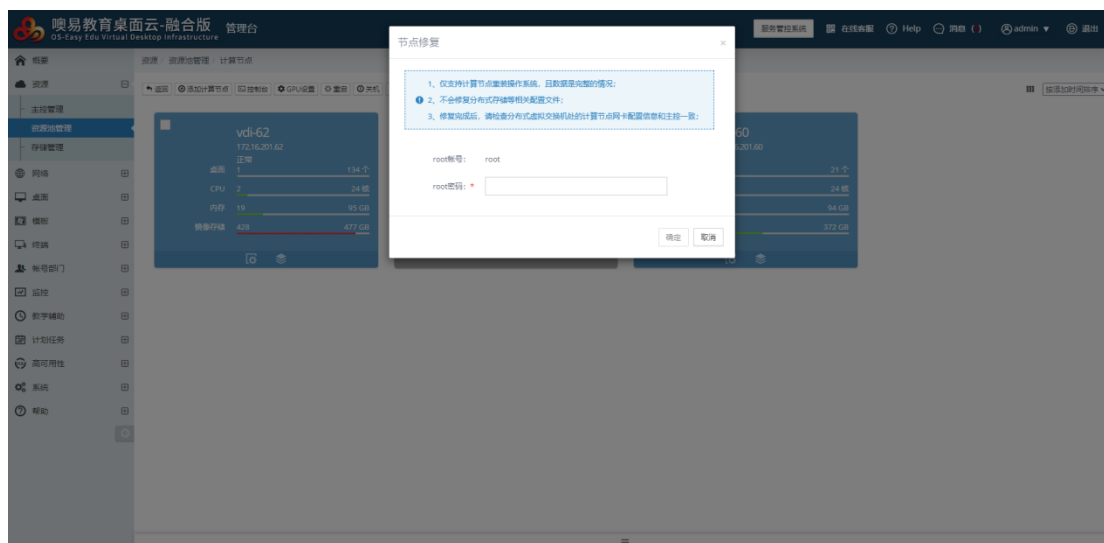 噢易教育桌面云-融合版 管理台
OS-Easy Edu Virtual Desktop Infrastructure
服务管控系统 在线客服 Help 消息 ( ) admin 退出
概要
资源
主控管理
资源池管理
存储管理
网络
桌面
模板
终端
帐号部门
监控
教学辅助
计划任务
高可用性
系统
帮助
资源 / 资源池管理 / 计算节点
返回 添加计算节点 控制台 GPU设置 重启 关机
按添加时间排序
vdi-62
172.16.201.62
正常
桌面 1 134 个
CPU 2 24 核
内存 19 95 GB
镜像存储 428 477 GB
节点修复 ×
1、仅支持计算节点重装操作系统,且数据是完整的情况;
2、不会修复分布式存储等相关配置文件;
3、修复完成后,请检查分布式虚拟交换机处的计算节点网卡配置信息和主控一致;
root帐号: root
root密码: *
确定 取消
60
.201.60
21 个
24 核
94 GB
372 GB